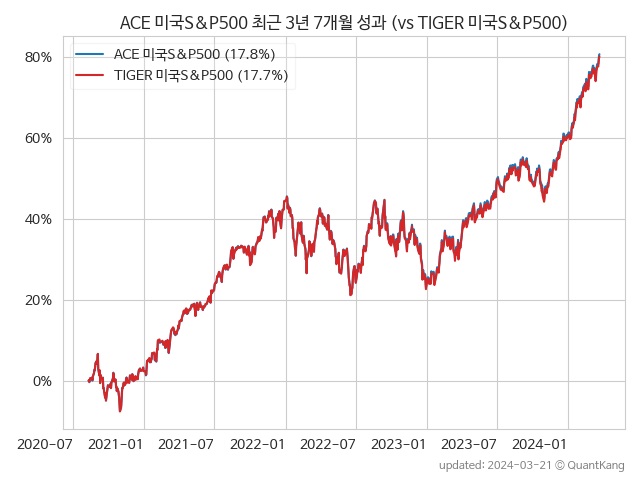 ACE 미국S&P500 최근 3년 7개월 성과 (vs TIGER 미국S&P500)
ACE 미국S&P500 (17.8%)
TIGER 미국S&P500 (17.7%)
80%
60%
40%
20%
0%
2020-07 2021-01 2021-07 2022-01 2022-07 2023-01 2023-07 2024-01
updated: 2024-03-21 © QuantKang